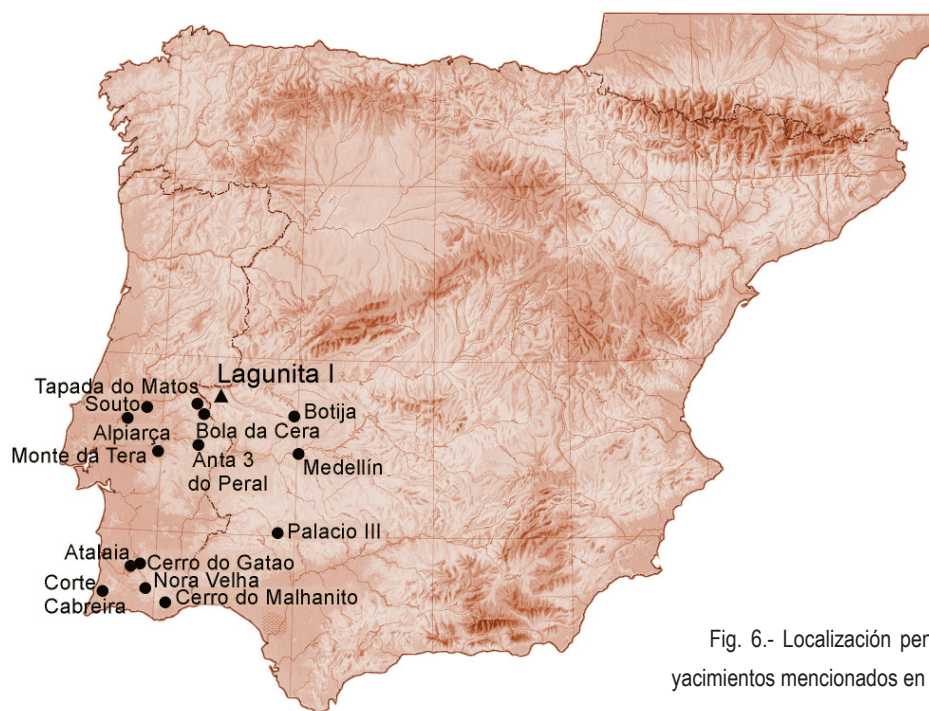 Lagunita I
Tapada do Matos
Souto
Botija
Alpiarça
Bola da Cera
Monte da Tera
Anta 3
do Peral
Medellín
Palacio III
Atalaia
Cerro do Gatao
Corte
Cabreira
Nora Velha
Cerro do Malhanito
Fig. 6.- Localización
yacimientos mencionados en